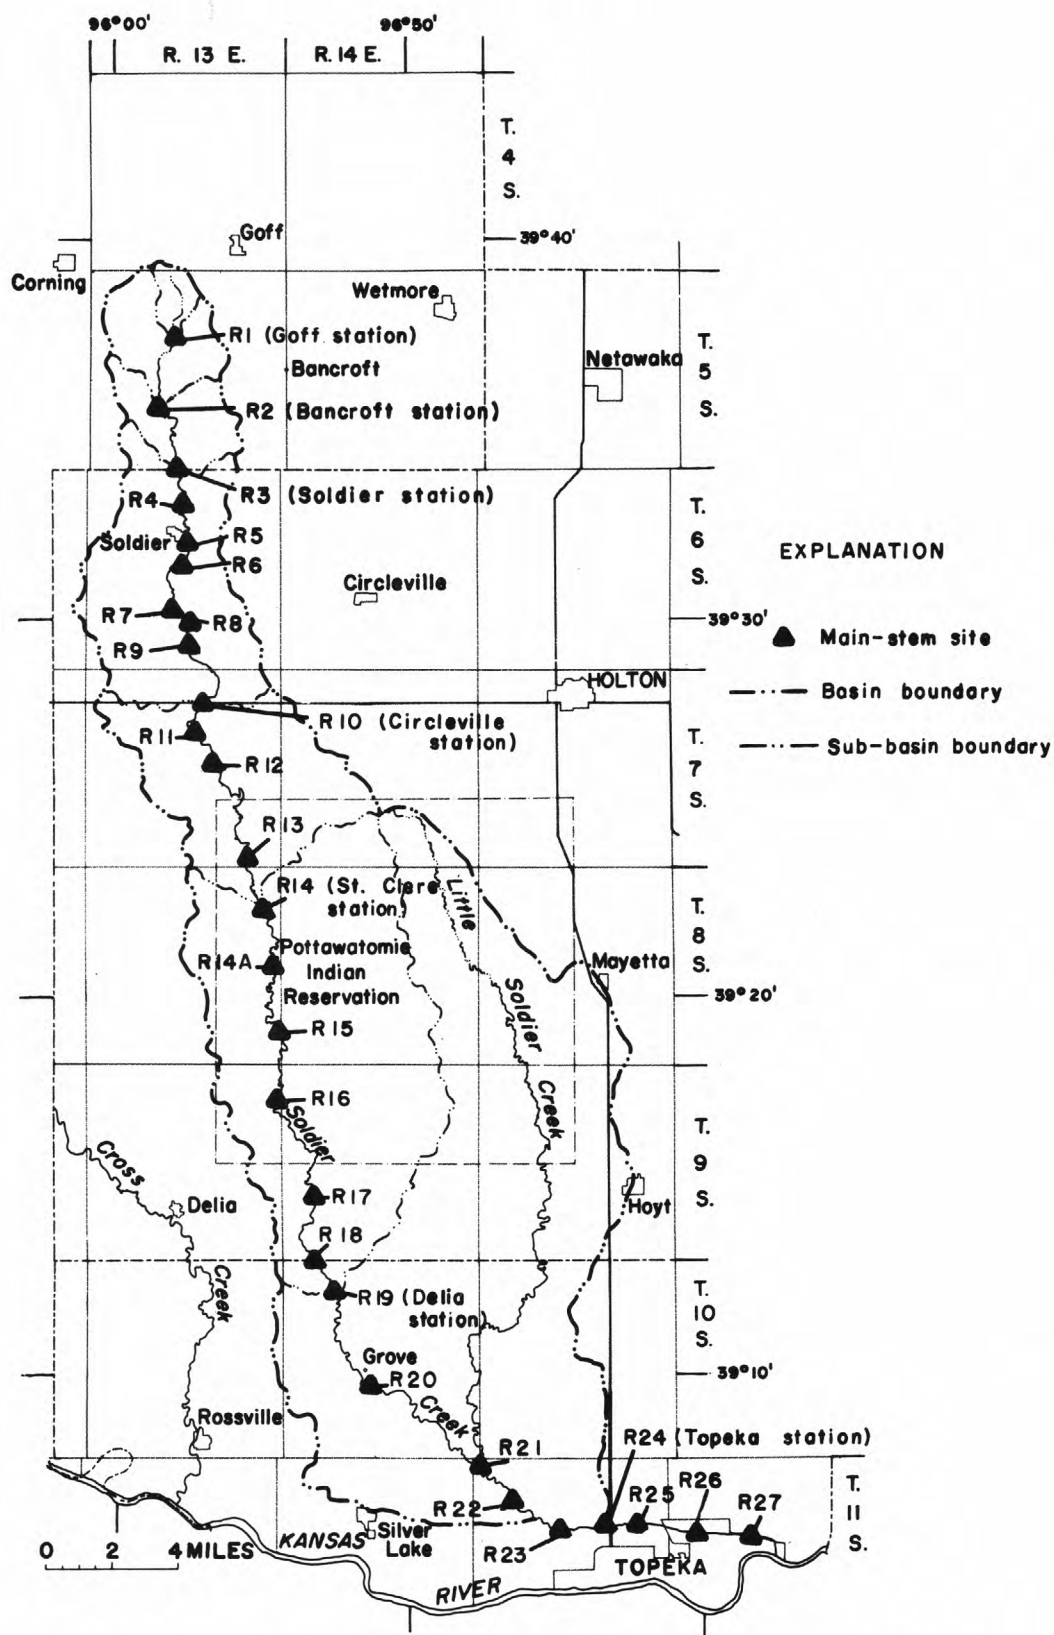 96°00' 96°50'
R. 13 E. R. 14 E.
T.
4
S.
Goff
39°40'
Corning
Wetmore
R1 (Goff station)
T.
5
S.
Netawaka
Bancroft
R2 (Bancroft station)
R3 (Soldier station)
R4
T.
6
S.
Soldier
R5
R6
EXPLANATION
Circleville
R7
R8
39°30'
Main-stem site
R9
HOLTON
Basin boundary
R10 (Circleville
station)
R11
T.
7
S.
Sub-basin boundary
R12
R13
R14 (St. Clere
station)
Little
Soldier
Creek
T.
8
S.
R14A
Pottawatomie
Indian
Reservation
Mayetta
39°20'
R15
R16
Soldier
T.
9
S.
Cross
Creek
Delia
R17
Hoyt
R18
R19 (Delia
station)
T.
10
S.
Grove
R20
39°10'
Creek
Rossville
R21
R24 (Topeka station)
R22
R25
R26
R27
T.
11
S.
R23
Silver
Lake
KANSAS
RIVER
TOPEKA
0 2 4 MILES